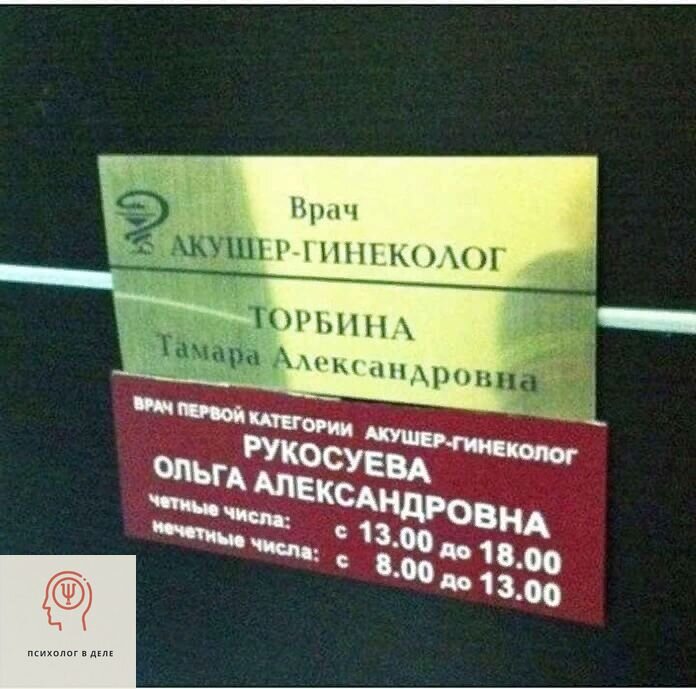 Врач
АКУШЕР-ГИНЕКОЛОГ
ТОРБИНА
Тамара Александровна
ВРАЧ ПЕРВОЙ КАТЕГОРИИ АКУШЕР-ГИНЕКОЛОГ
РУКОСУЕВА
ОЛЬГА АЛЕКСАНДРОВНА
четные числа: с 13.00 до 18.00
нечетные числа: с 8.00 до 13.00
Ψ
ПСИХОЛОГ В ДЕЛЕ